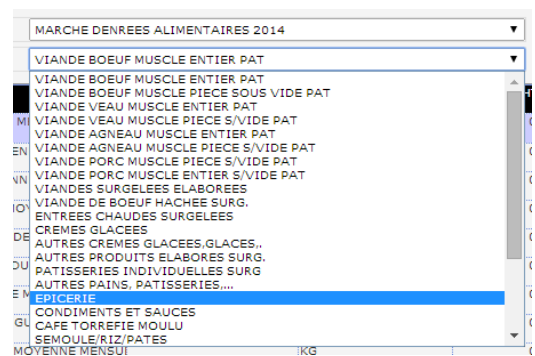 MARCHE DENREES ALIMENTAIRES 2014
VIANDE BOEUF MUSCLE ENTIER PAT
VIANDE BOEUF MUSCLE ENTIER PAT
VIANDE BOEUF MUSCLE PIECE SOUS VIDE PAT
VIANDE VEAU MUSCLE ENTIER PAT
VIANDE VEAU MUSCLE PIECE S/VIDE PAT
VIANDE AGNEAU MUSCLE ENTIER PAT
VIANDE AGNEAU MUSCLE PIECE S/VIDE PAT
VIANDE PORC MUSCLE PIECE S/VIDE PAT
VIANDE PORC MUSCLE ENTIER S/VIDE PAT
VIANDES SURGELEES ELABOREES
VIANDE DE BOEUF HACHEE SURG.
ENTREES CHAUDES SURGELEES
CREMES GLACEES
AUTRES CREMES GLACEES,GLACES,.
AUTRES PRODUITS ELABORES SURG.
PATISSERIES INDIVIDUELLES SURG
AUTRES PAINS, PATISSERIES,...
EPICERIE
CONDIMENTS ET SAUCES
CAFE TORREFIE MOULU
SEMOULE/RIZ/PATES
MOYENNE MENSUI KG